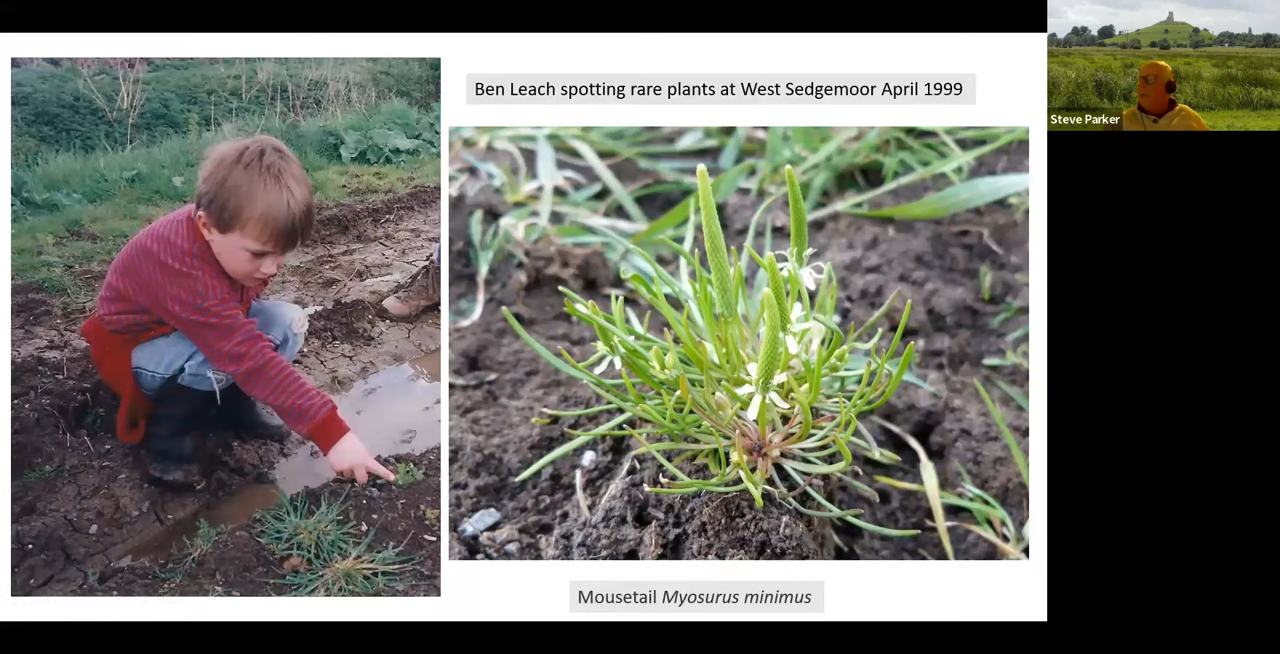 Ben Leach spotting rare plants at West Sedgemoor April 1999
Steve Parker
Mousetail Myosurus minimus